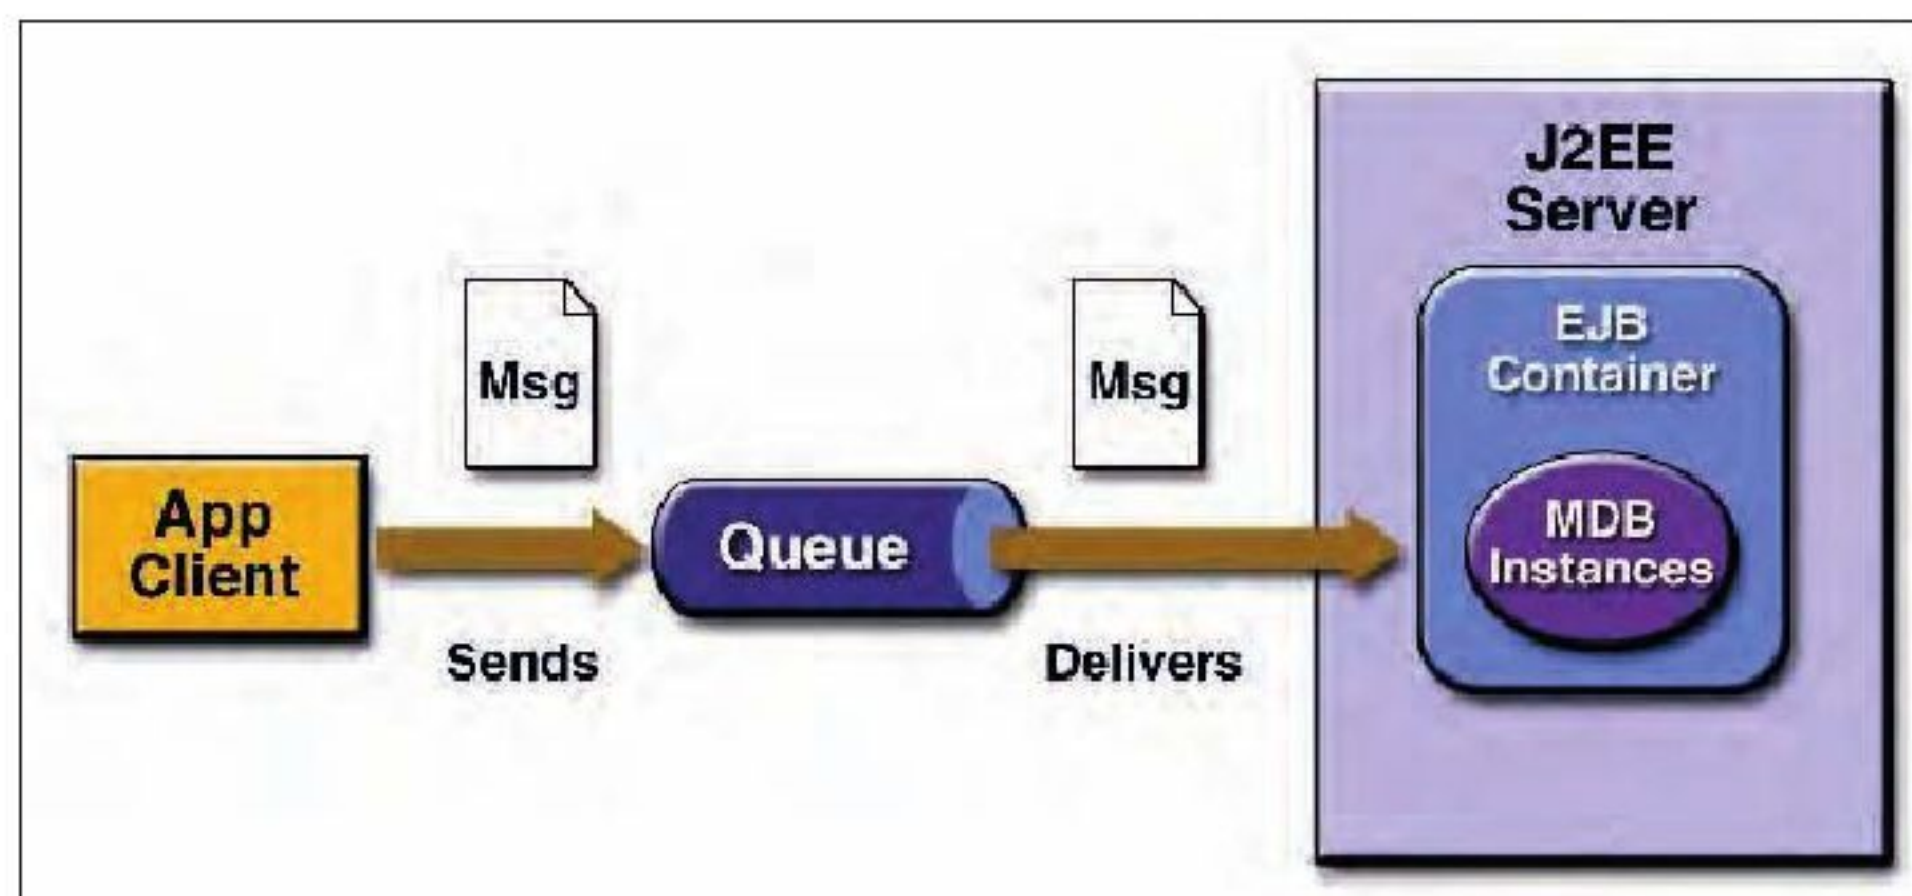 J2EE
Server
EJB
Container
Msg
Msg
App
Client
Queue
MDB
Instances
Sends
Delivers